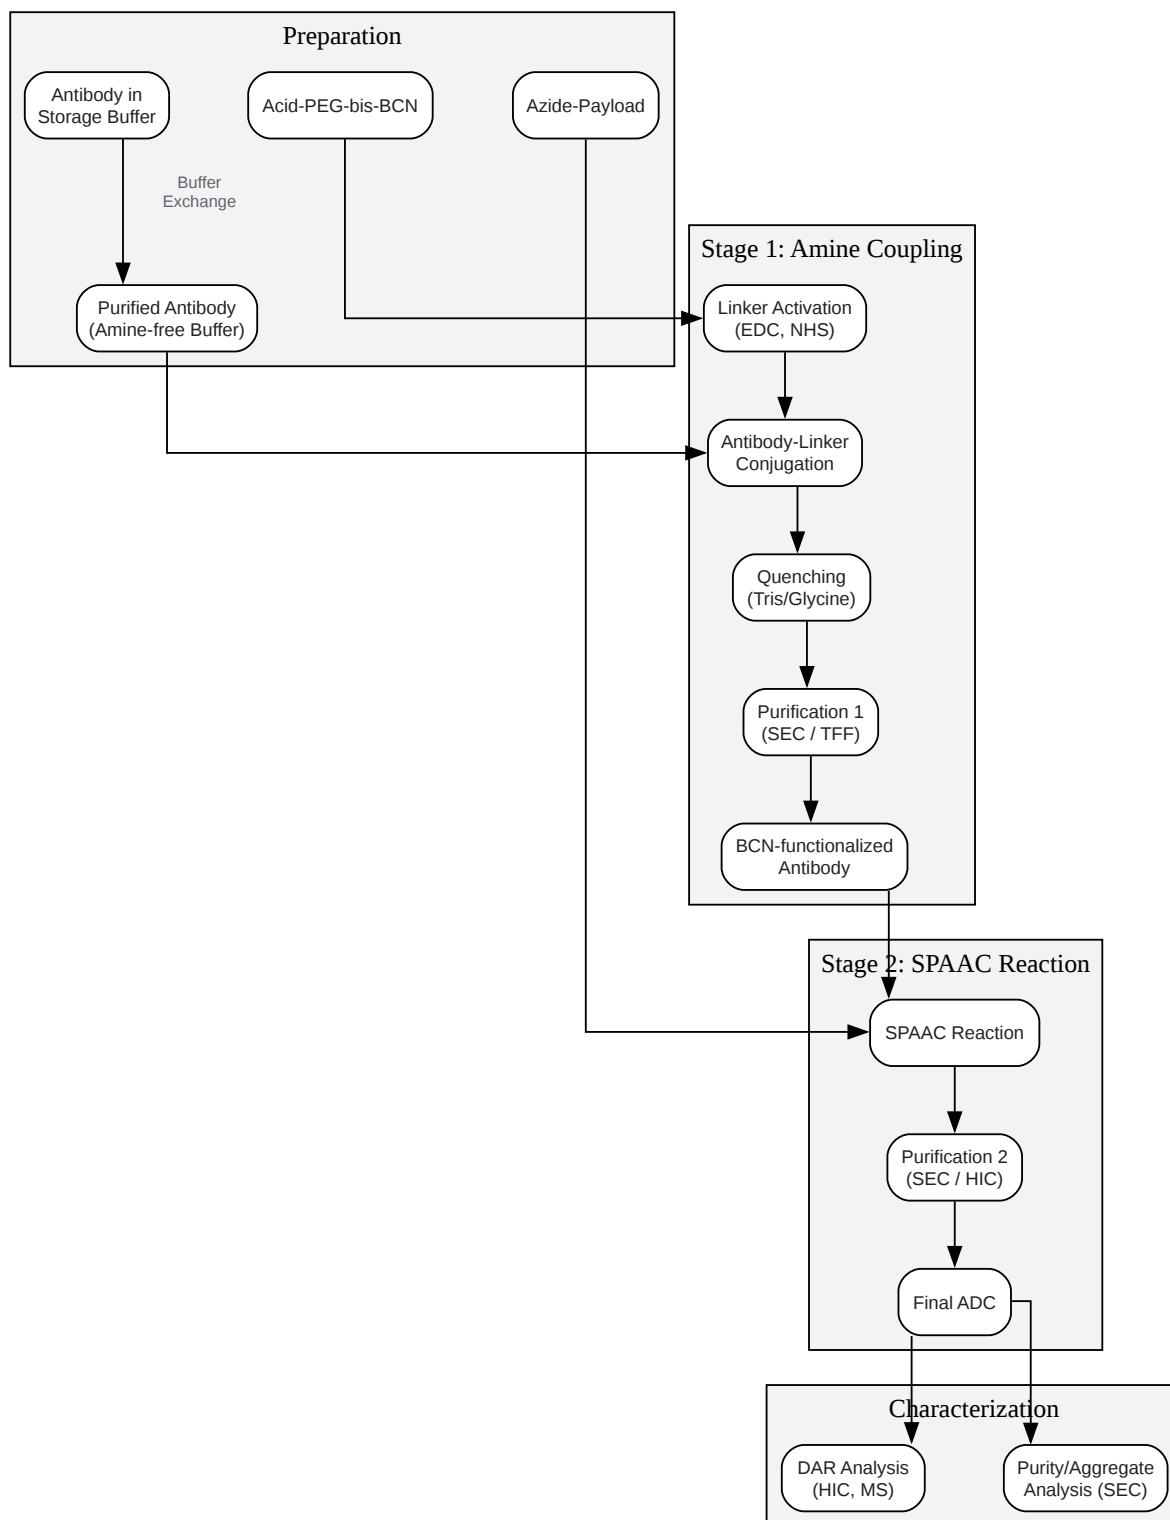 Preparation
Antibody in
Storage Buffer
Acid-PEG-bis-BCN
Azide-Payload
Buffer
Exchange
Purified Antibody
(Amine-free Buffer)
Stage 1: Amine Coupling
Linker Activation
(EDC, NHS)
Antibody-Linker
Conjugation
Quenching
(Tris/Glycine)
Purification 1
(SEC / TFF)
BCN-functionalized
Antibody
Stage 2: SPAAC Reaction
SPAAC Reaction
Purification 2
(SEC / HIC)
Final ADC
Characterization
DAR Analysis
(HIC, MS)
Purity/Aggregate
Analysis (SEC)